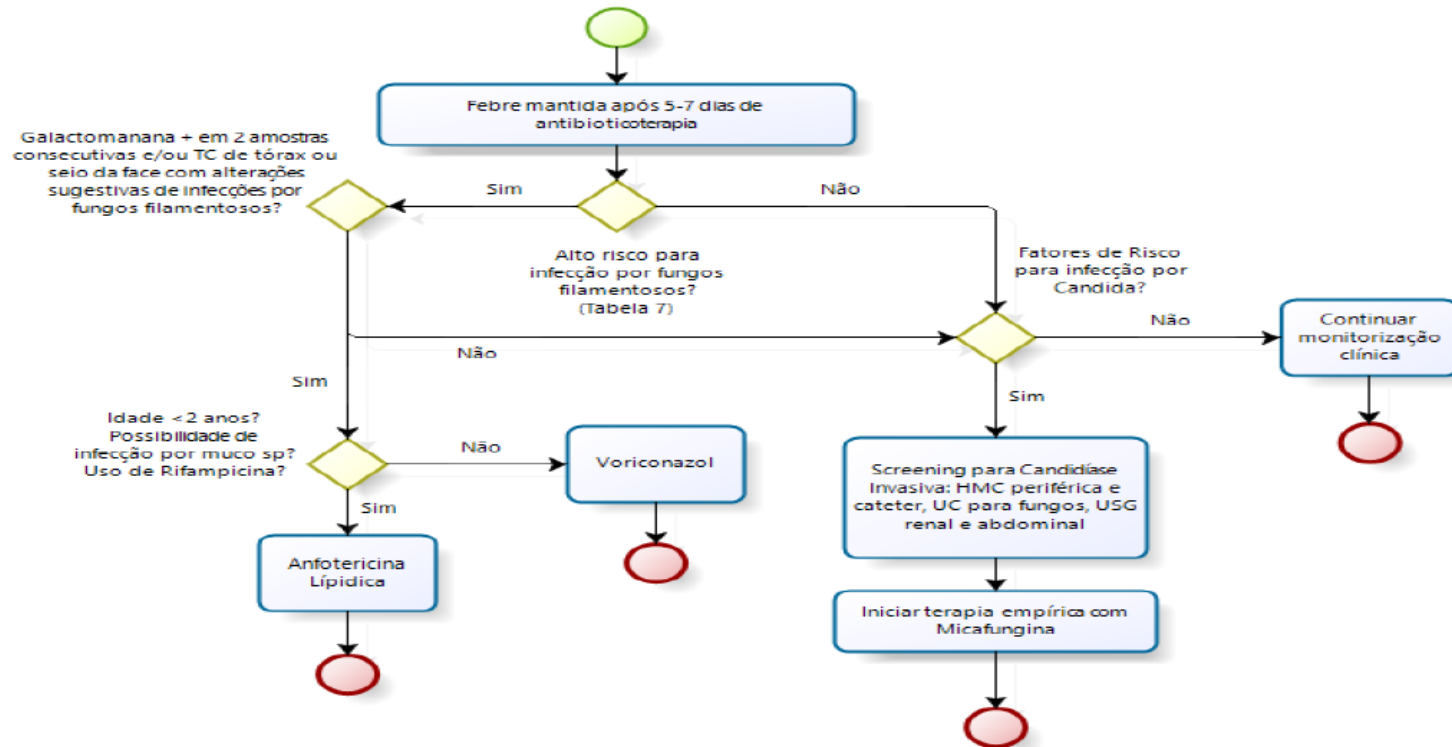 Febre mantida após 5-7 dias de
antibioticoterapia
Galactomanana + em 2 amostras
consecutivas e/ou TC de tórax ou
seio da face com alterações
sugestivas de infecções por
fungos filamentosos?
Sim
Não
Alto risco para
infecção por fungos
filamentosos?
(Tabela 7)
Fatores de Risco
para infecção por
Candida?
Não
Continuar
monitorização
clínica
Não
Sim
Sim
Idade <2 anos?
Possibilidade de
infecção por muco sp?
Uso de Rifampicina?
Não
Voriconazol
Screening para Candidíase
Invasiva: HMC periférica e
cateter, UC para fungos, USG
renal e abdominal
Sim
Anfotericina
Lípidica
Iniciar terapia empírica com
Micafungina